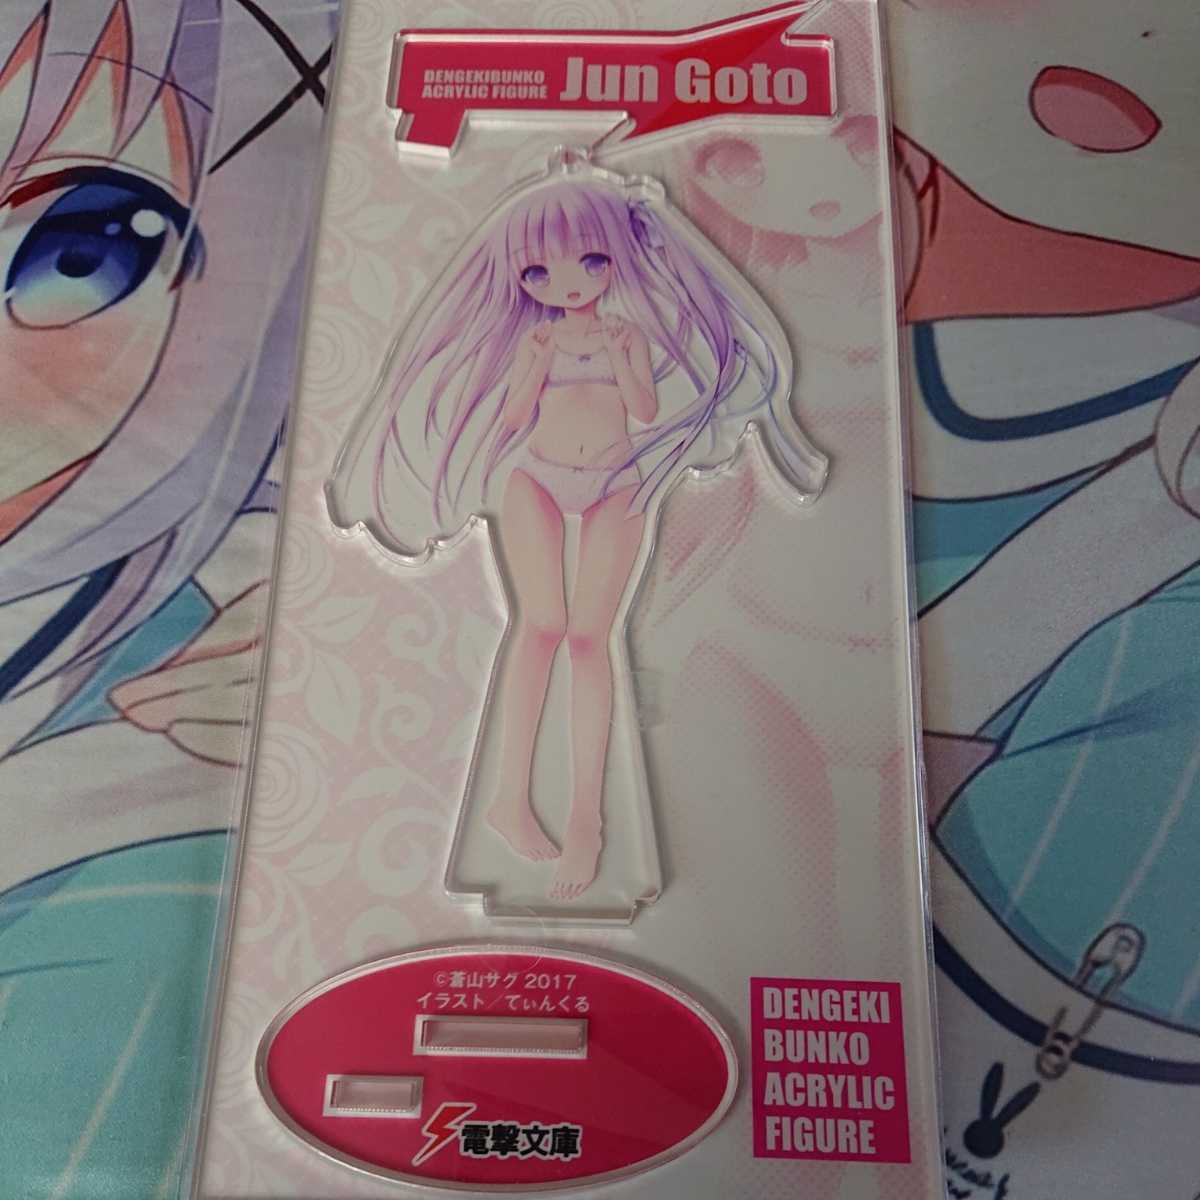 DENGEKIBUNKO
ACRYLIC FIGURE
Jun Goto
©蒼山サグ 2017
イラスト／てぃんくる
電撃文庫
DENGEKI
BUNKO
ACRYLIC
FIGURE